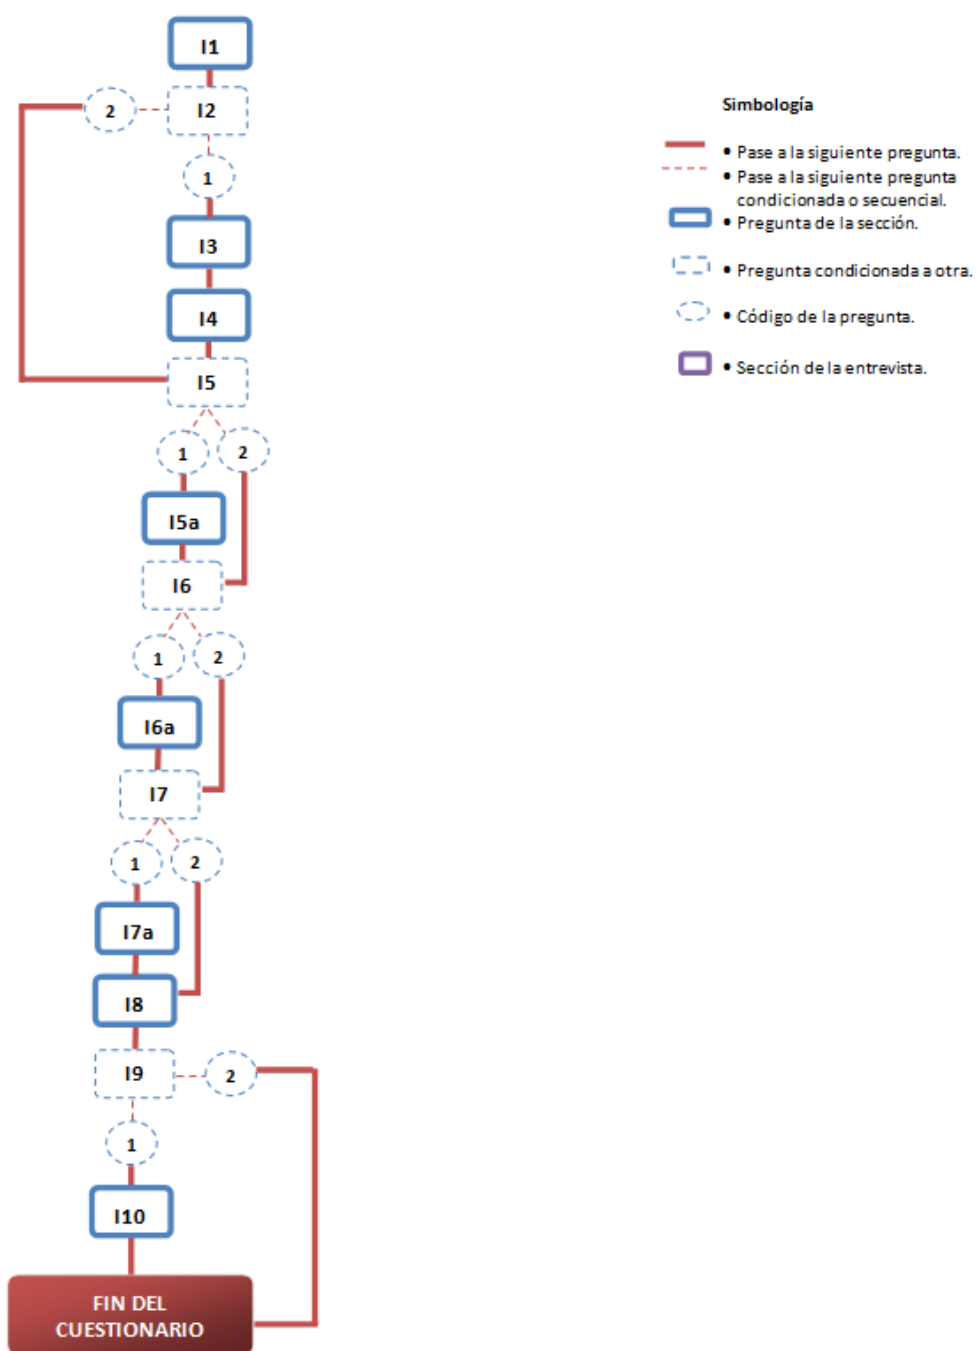 I1
2
I2
1
I3
I4
I5
1
2
I5a
I6
1
2
I6a
I7
1
2
I7a
I8
I9
2
1
I10
FIN DEL
CUESTIONARIO
Simbología
• Pase a la siguiente pregunta.
• Pase a la siguiente pregunta
condicionada o secuencial.
• Pregunta de la sección.
• Pregunta condicionada a otra.
• Código de la pregunta.
• Sección de la entrevista.